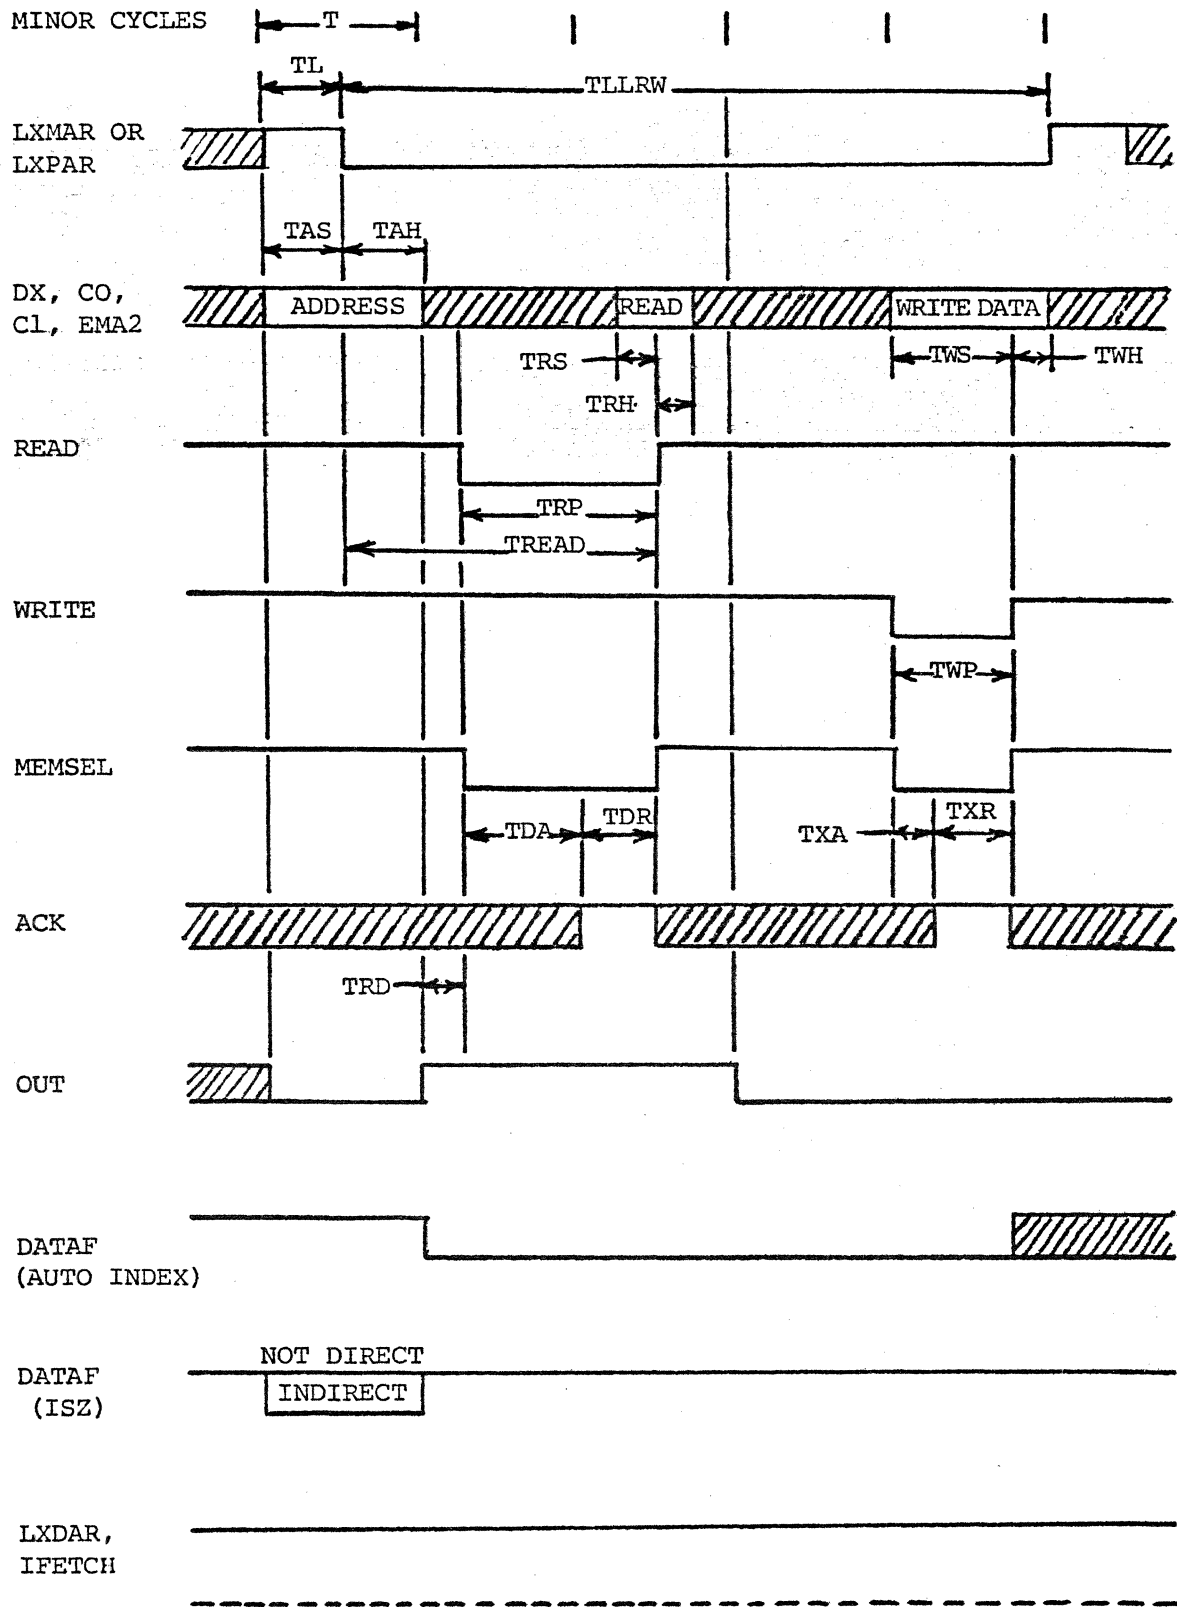 MINOR CYCLES
T
TL
TLLRW
LXMAR OR
LXPAR
TAS
TAH
DX, CO,
C1, EMA2
ADDRESS
READ
WRITE DATA
TRS
TWS
TWH
TRH
READ
TRP
TREAD
WRITE
TWP
MEMSEL
TDA
TDR
TXA
TXR
ACK
TRD
OUT
DATAF
(AUTO INDEX)
NOT DIRECT
DATAF
(ISZ)
INDIRECT
LXDAR,
IFETCH